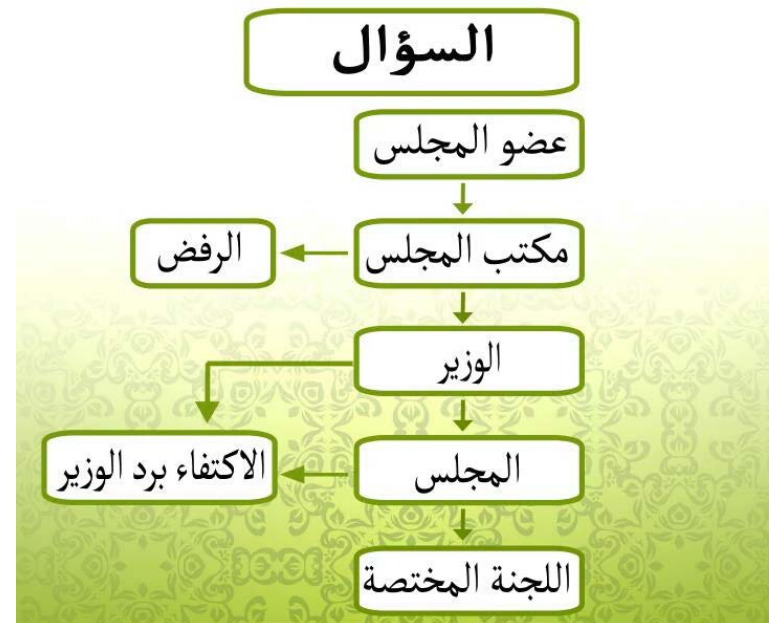 السؤال
عضو المجلس
مكتب المجلس
الرفض
الوزير
المجلس
الاكتفاء برد الوزير
اللجنة المختصة